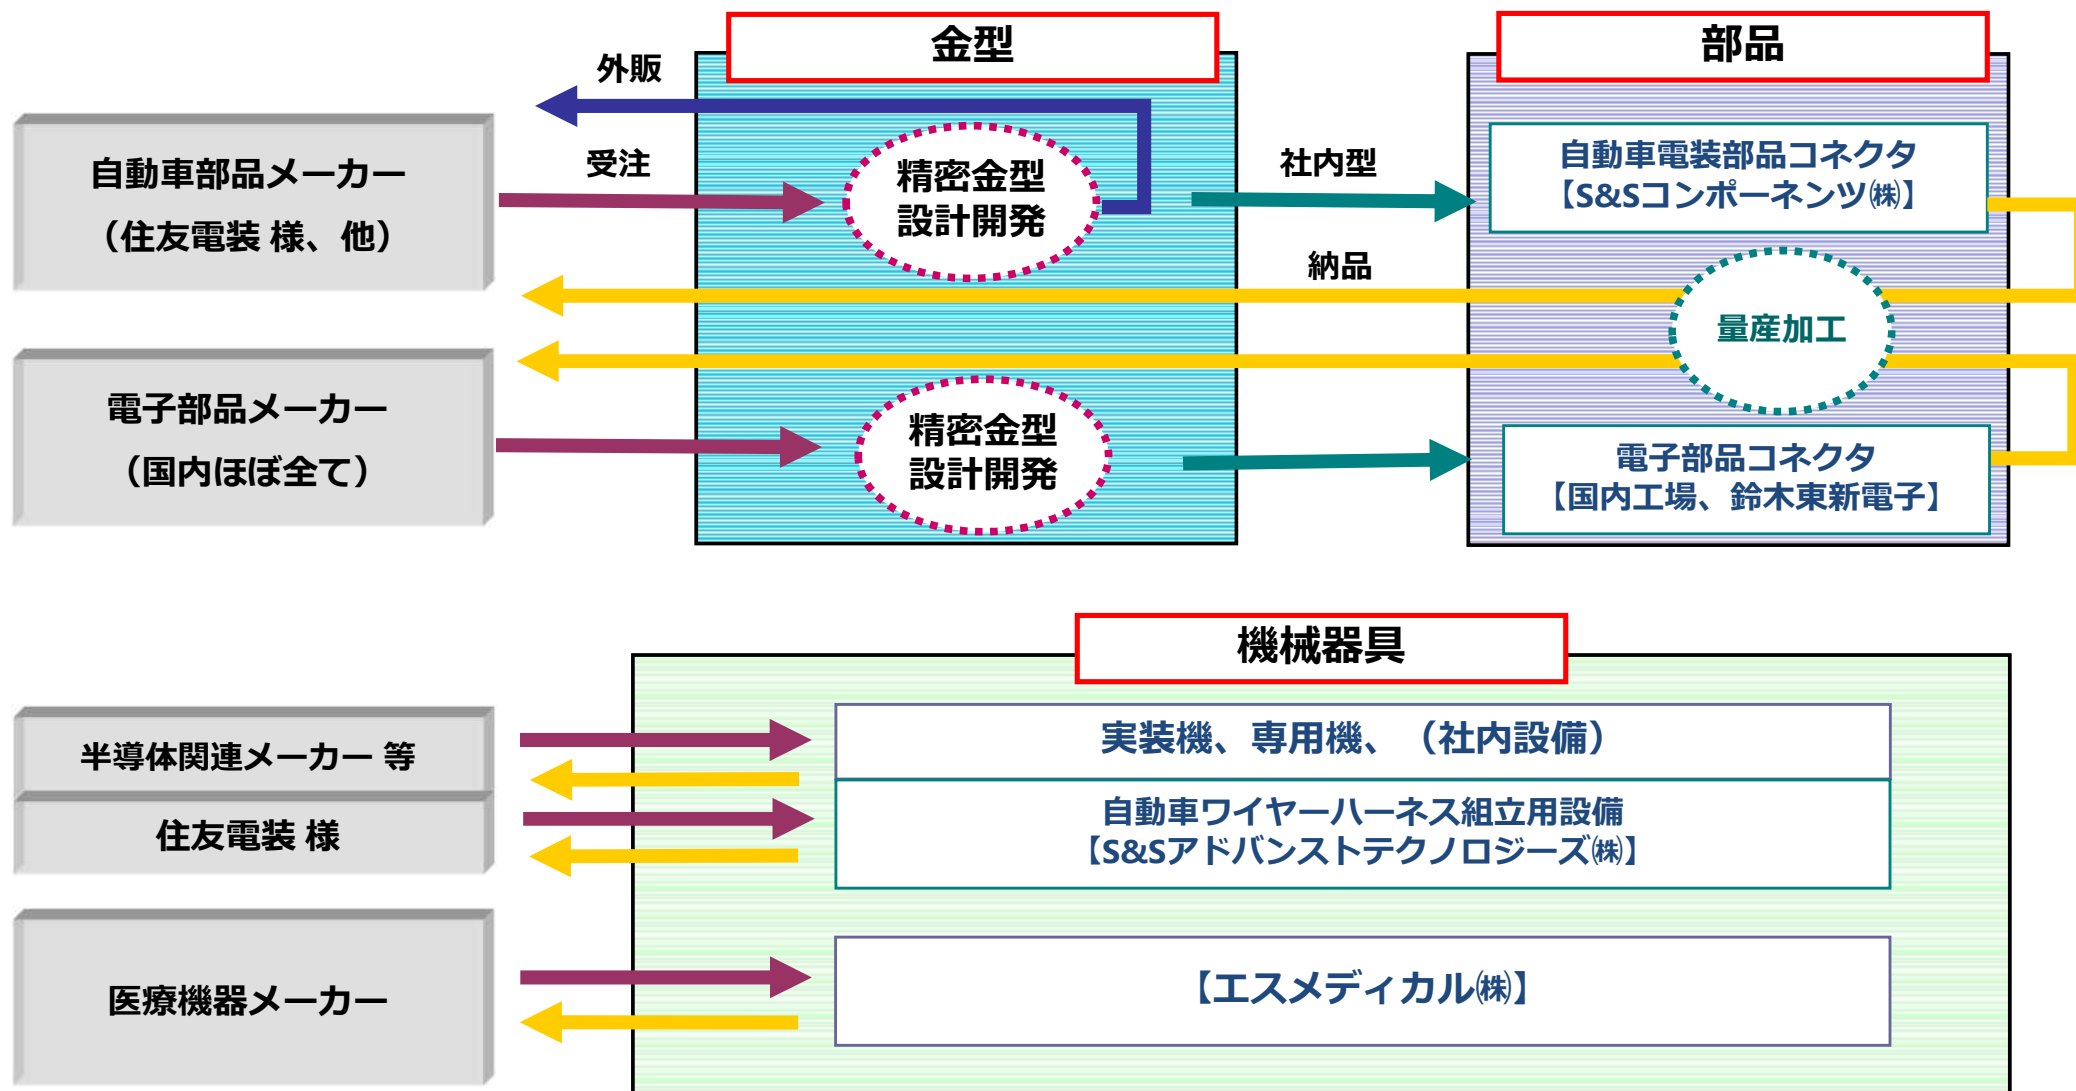 金型
部品
外販
自動車部品メーカー
（住友電装 様、他）
受注
精密金型
設計開発
社内型
自動車電装部品コネクタ
【S&Sコンポーネンツ㈱】
納品
量産加工
電子部品メーカー
（国内ほぼ全て）
精密金型
設計開発
電子部品コネクタ
【国内工場、鈴木東新電子】
機械器具
半導体関連メーカー 等
実装機、専用機、（社内設備）
住友電装 様
自動車ワイヤーハーネス組立用設備
【S&Sアドバンストテクノロジーズ㈱】
医療機器メーカー
【エスメディカル㈱】